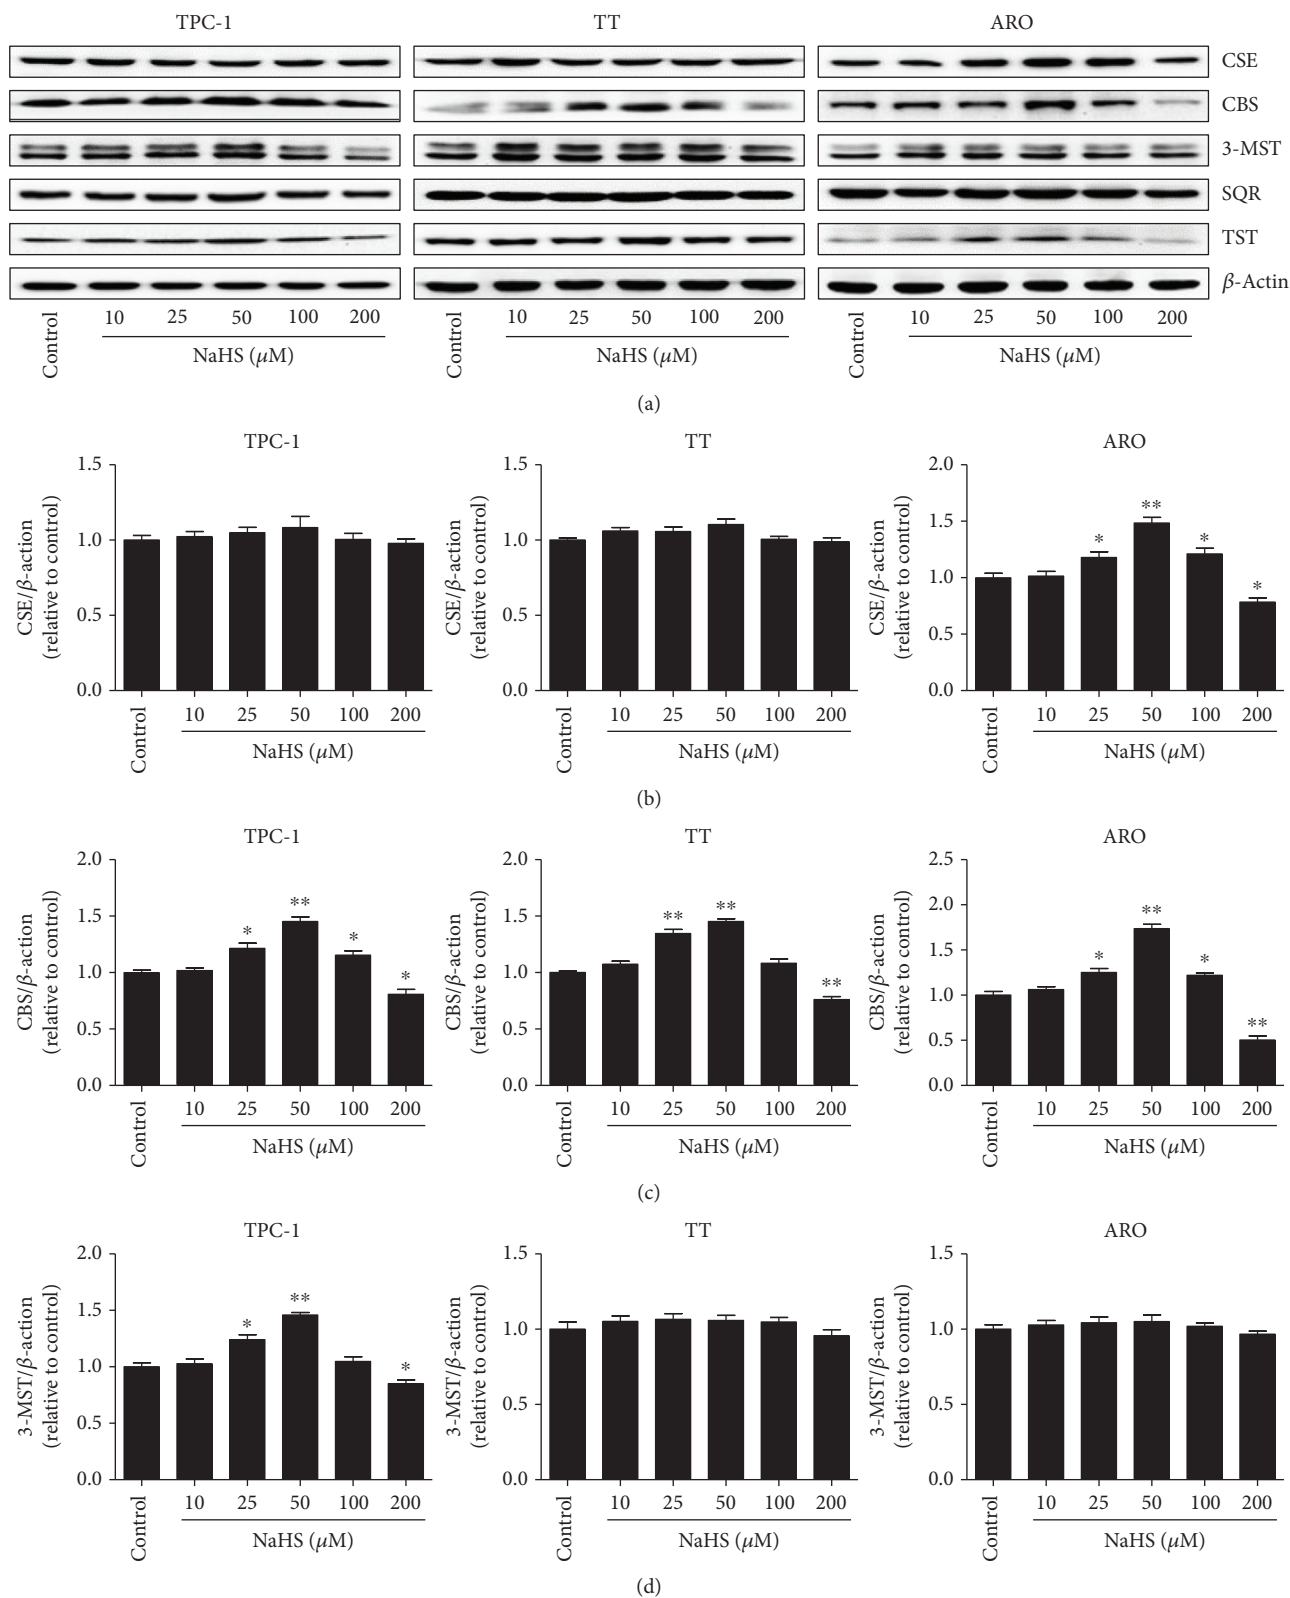 TPC-1 TT ARO
CSE
CBS
3-MST
SQR
TST
β-Actin
Control 10 25 50 100 200 Control 10 25 50 100 200 Control 10 25 50 100 200
NaHS (μM) NaHS (μM) NaHS (μM)
(a)
TPC-1
CSE/β-action
(relative to control)
1.5
1.0
0.5
0.0
Control 10 25 50 100 200
NaHS (μM)
TT
CSE/β-action
(relative to control)
1.5
1.0
0.5
0.0
Control 10 25 50 100 200
NaHS (μM)
ARO
CSE/β-action
(relative to control)
2.0
1.5
1.0
0.5
0.0
* ** * *
Control 10 25 50 100 200
NaHS (μM)
(b)
TPC-1
CBS/β-action
(relative to control)
2.0
1.5
1.0
0.5
0.0
* ** * *
Control 10 25 50 100 200
NaHS (μM)
TT
CBS/β-action
(relative to control)
2.0
1.5
1.0
0.5
0.0
** ** **
Control 10 25 50 100 200
NaHS (μM)
ARO
CBS/β-action
(relative to control)
2.5
2.0
1.5
1.0
0.5
0.0
* ** * **
Control 10 25 50 100 200
NaHS (μM)
(c)
TPC-1
3-MST/β-action
(relative to control)
2.0
1.5
1.0
0.5
0.0
* ** *
Control 10 25 50 100 200
NaHS (μM)
TT
3-MST/β-action
(relative to control)
1.5
1.0
0.5
0.0
Control 10 25 50 100 200
NaHS (μM)
ARO
3-MST/β-action
(relative to control)
1.5
1.0
0.5
0.0
Control 10 25 50 100 200
NaHS (μM)
(d)